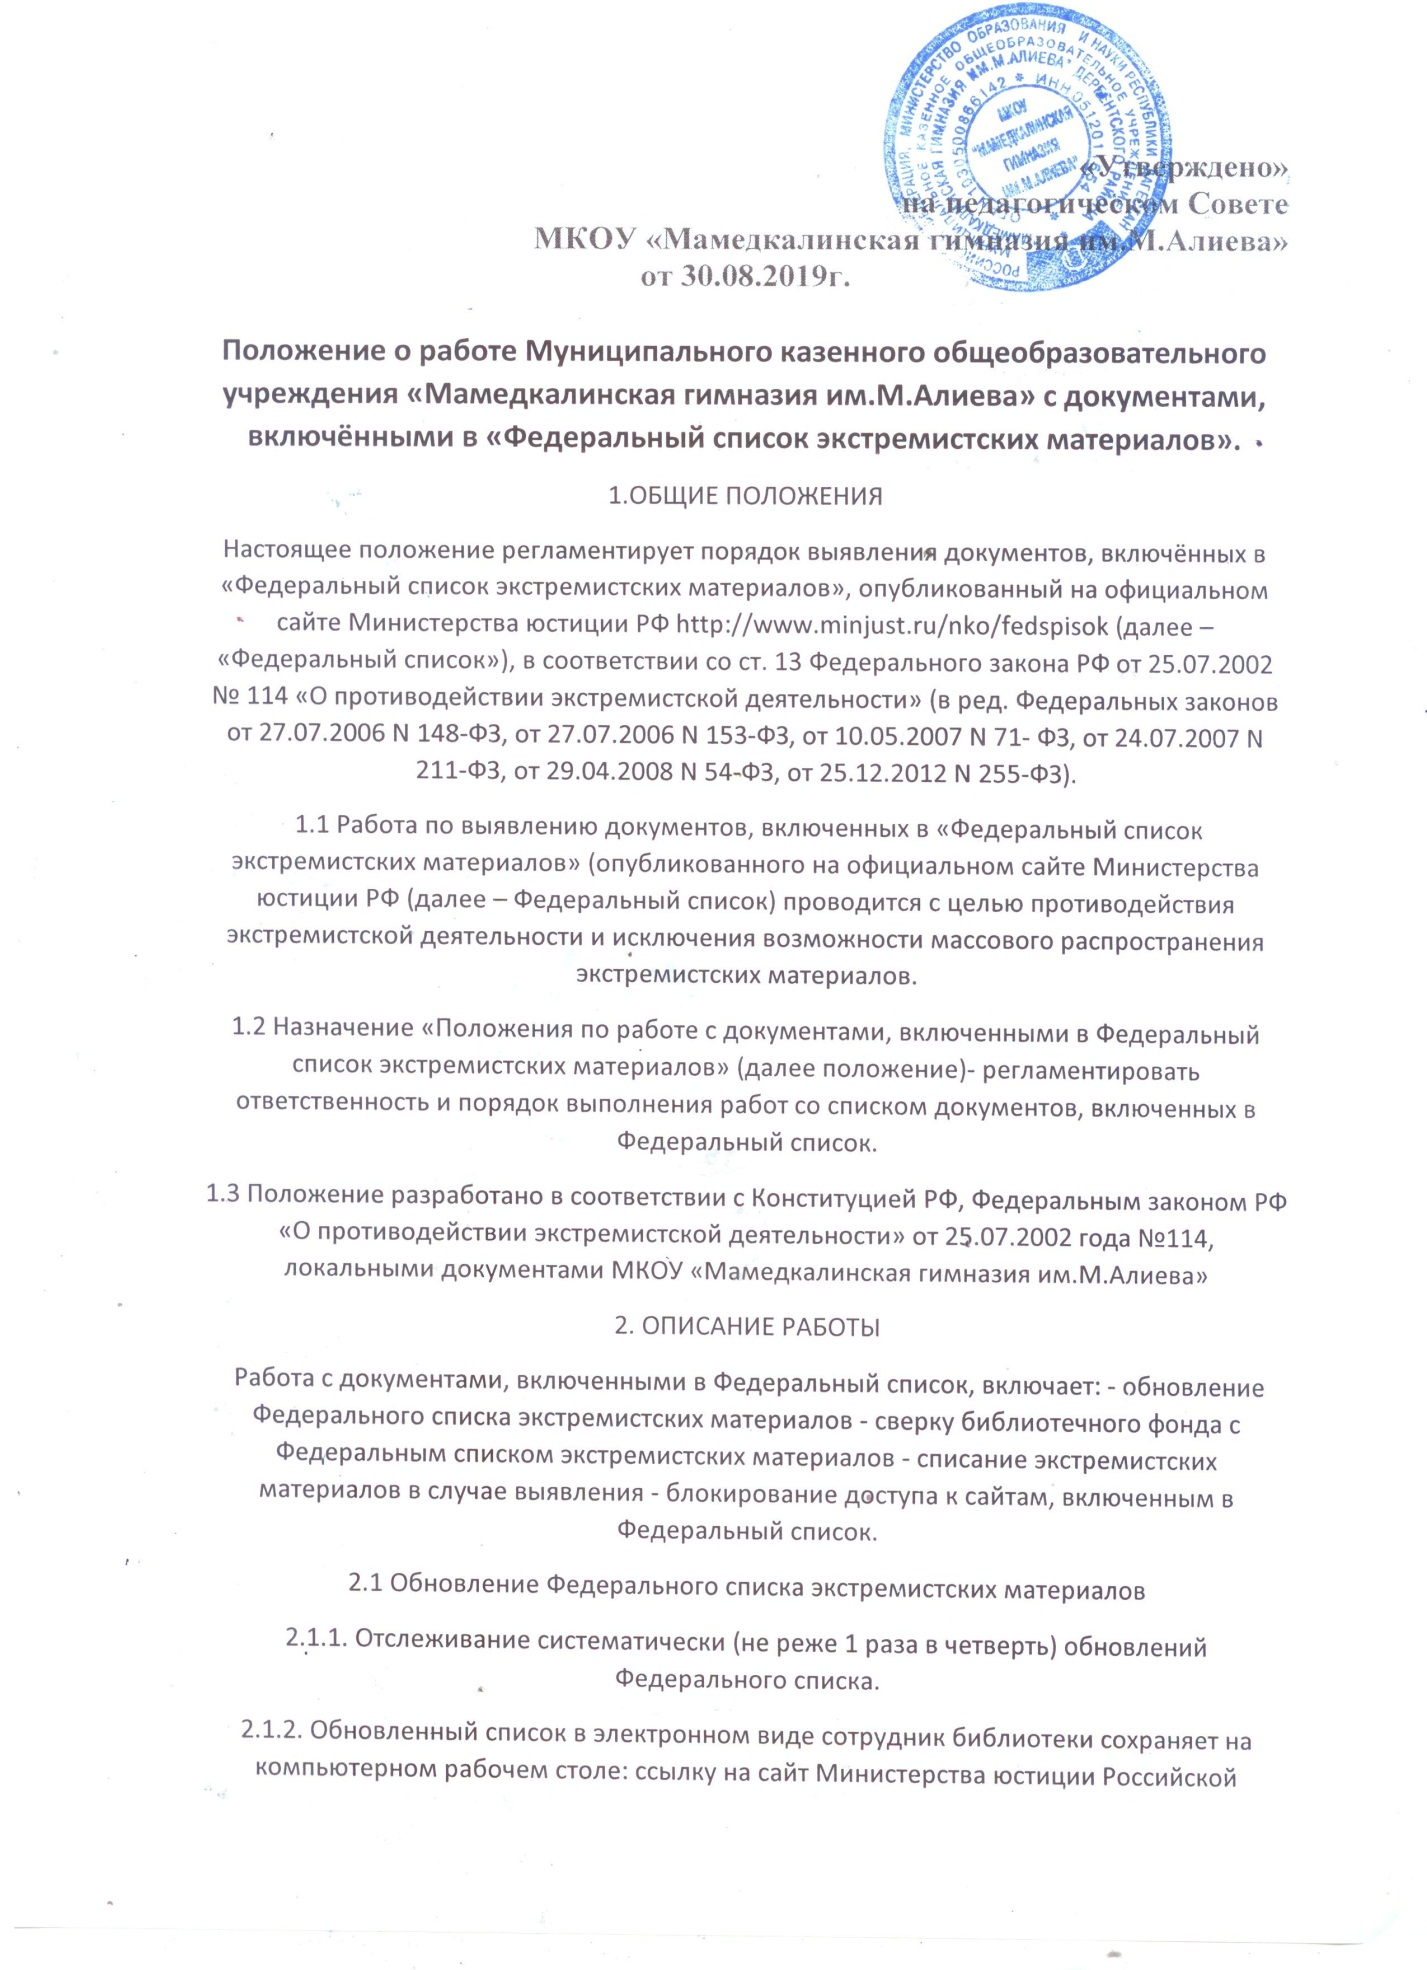 «Утверждено»
на педагогическом Совете
МКОУ «Мамедкалинская гимназия им.М.Алиева»
от 30.08.2019г.
МКОУ
"МАМЕДКАЛИНСКАЯ
ГИМНАЗИЯ
ИМ.М.АЛИЕВА"
Положение о работе Муниципального казенного общеобразовательного
учреждения «Мамедкалинская гимназия им.М.Алиева» с документами,
включёнными в «Федеральный список экстремистских материалов».
1.ОБЩИЕ ПОЛОЖЕНИЯ
Настоящее положение регламентирует порядок выявления документов, включённых в
«Федеральный список экстремистских материалов», опубликованный на официальном
сайте Министерства юстиции РФ http://www.minjust.ru/nko/fedspisok (далее –
«Федеральный список»), в соответствии со ст. 13 Федерального закона РФ от 25.07.2002
№ 114 «О противодействии экстремистской деятельности» (в ред. Федеральных законов
от 27.07.2006 N 148-ФЗ, от 27.07.2006 N 153-ФЗ, от 10.05.2007 N 71- ФЗ, от 24.07.2007 N
211-ФЗ, от 29.04.2008 N 54-ФЗ, от 25.12.2012 N 255-ФЗ).
1.1 Работа по выявлению документов, включенных в «Федеральный список
экстремистских материалов» (опубликованного на официальном сайте Министерства
юстиции РФ (далее – Федеральный список) проводится с целью противодействия
экстремистской деятельности и исключения возможности массового распространения
экстремистских материалов.
1.2 Назначение «Положения по работе с документами, включенными в Федеральный
список экстремистских материалов» (далее положение)- регламентировать
ответственность и порядок выполнения работ со списком документов, включенных в
Федеральный список.
1.3 Положение разработано в соответствии с Конституцией РФ, Федеральным законом РФ
«О противодействии экстремистской деятельности» от 25.07.2002 года №114,
локальными документами МКОУ «Мамедкалинская гимназия им.М.Алиева»
2. ОПИСАНИЕ РАБОТЫ
Работа с документами, включенными в Федеральный список, включает: - обновление
Федерального списка экстремистских материалов - сверку библиотечного фонда с
Федеральным списком экстремистских материалов - списание экстремистских
материалов в случае выявления - блокирование доступа к сайтам, включенным в
Федеральный список.
2.1 Обновление Федерального списка экстремистских материалов
2.1.1. Отслеживание систематически (не реже 1 раза в четверть) обновлений
Федерального списка.
2.1.2. Обновленный список в электронном виде сотрудник библиотеки сохраняет на
компьютерном рабочем столе: ссылку на сайт Министерства юстиции Российской